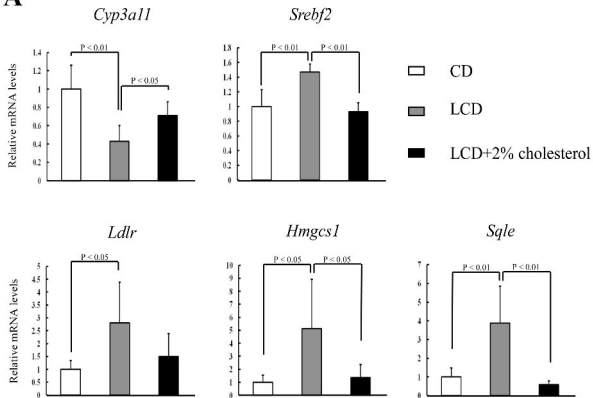 A
Cyp3a11
Srebf2
Relative mRNA levels
1.4
1.2
1
0.8
0.6
0.4
0.2
0
P < 0.01
P < 0.05
1.8
1.6
1.4
1.2
1
0.8
0.6
0.4
0.2
0
P < 0.01
P < 0.01
CD
LCD
LCD+2% cholesterol
Ldlr
Hmgcs1
Sqle
Relative mRNA levels
5
4.5
4
3.5
3
2.5
2
1.5
1
0.5
0
P < 0.05
10
9
8
7
6
5
4
3
2
1
0
P < 0.05
P < 0.05
7
6
5
4
3
2
1
0
P < 0.01
P < 0.01